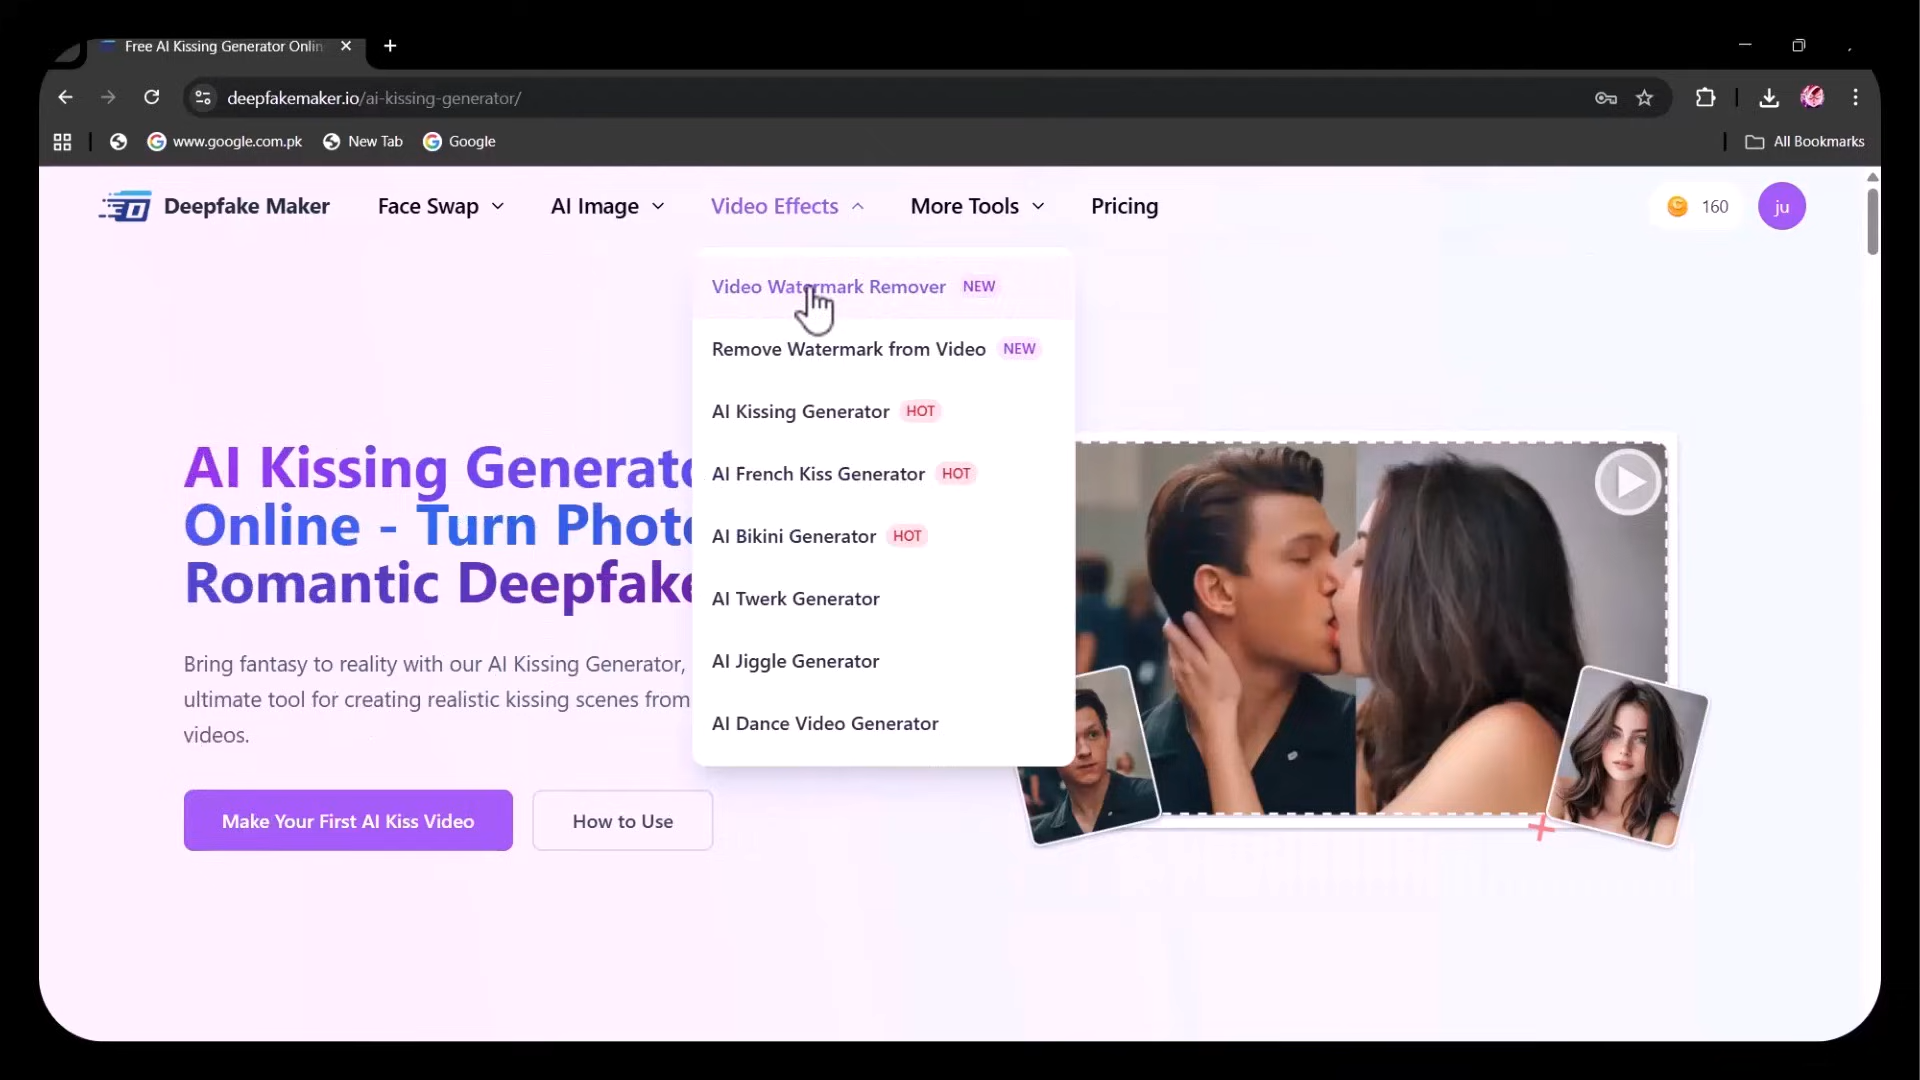 Free AI Kissing Generator Onlin
deepfakemaker.io/ai-kissing-generator/
www.google.com.pk
New Tab
Google
All Bookmarks
Deepfake Maker
Face Swap
AI Image
Video Effects
More Tools
Pricing
160
ju
Video Watermark Remover NEW
Remove Watermark from Video NEW
AI Kissing Generator HOT
AI French Kiss Generator HOT
AI Bikini Generator HOT
AI Twerk Generator
AI Jiggle Generator
AI Dance Video Generator
AI Kissing Generato
Online - Turn Photo
Romantic Deepfake
Bring fantasy to reality with our AI Kissing Generator,
ultimate tool for creating realistic kissing scenes from
videos.
Make Your First AI Kiss Video
How to Use